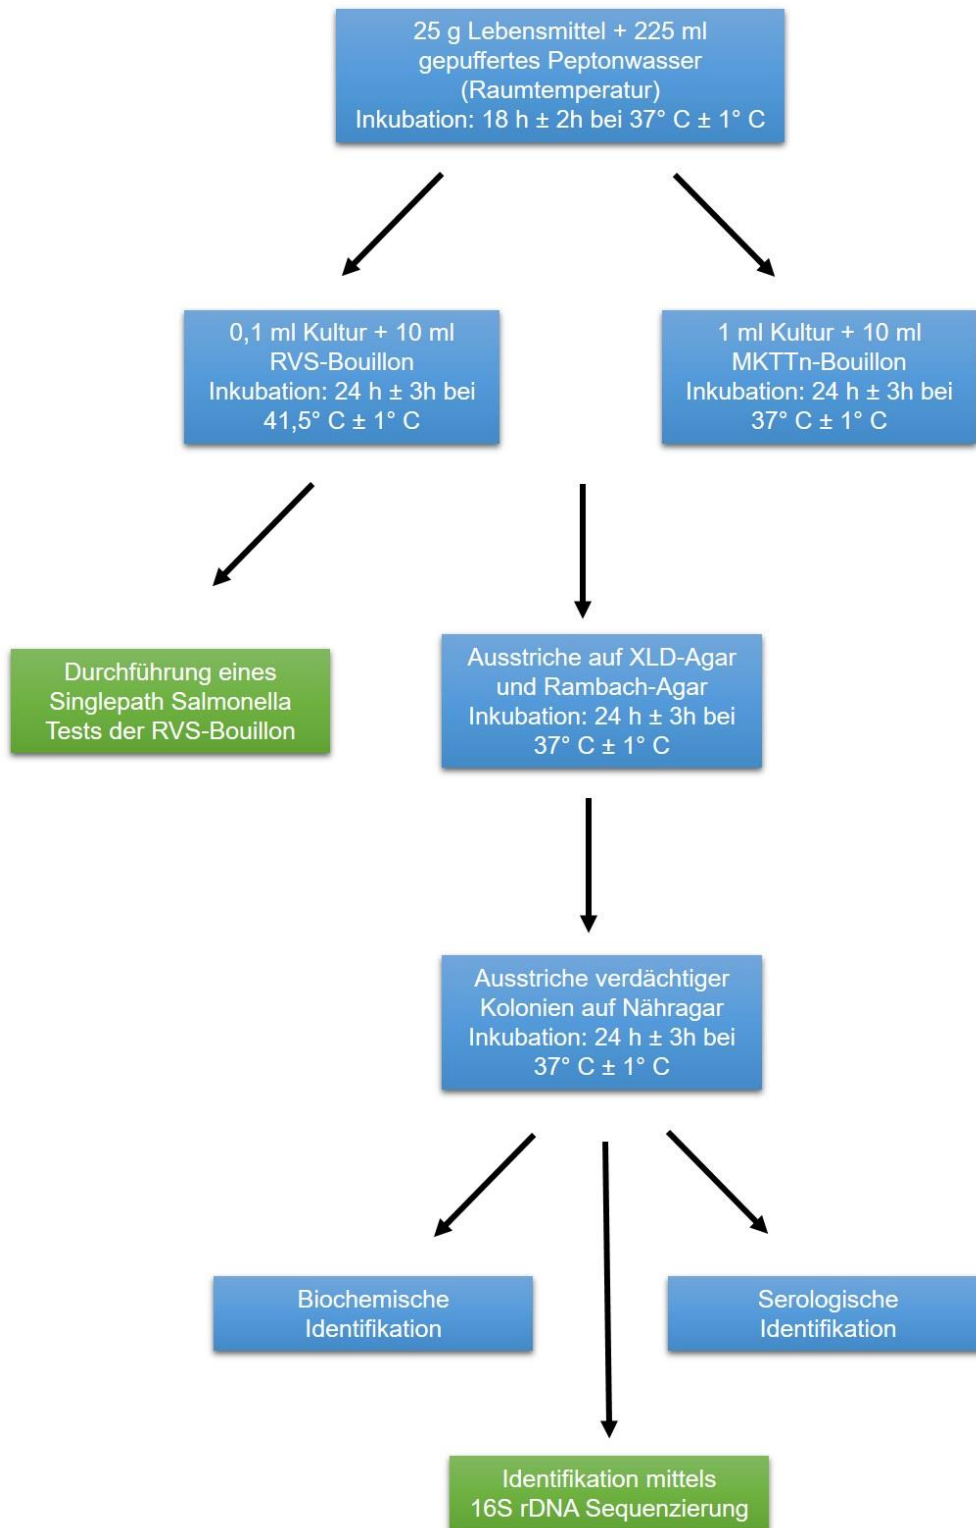 25 g Lebensmittel + 225 ml
gepuffertes Peptonwasser
(Raumtemperatur)
Inkubation: 18 h ± 2h bei 37° C ± 1° C
0,1 ml Kultur + 10 ml
RVS-Bouillon
Inkubation: 24 h ± 3h bei
41,5° C ± 1° C
1 ml Kultur + 10 ml
MKTTn-Bouillon
Inkubation: 24 h ± 3h bei
37° C ± 1° C
Durchführung eines
Singlepath Salmonella
Tests der RVS-Bouillon
Ausstriche auf XLD-Agar
und Rambach-Agar
Inkubation: 24 h ± 3h bei
37° C ± 1° C
Ausstriche verdächtiger
Kolonien auf Nähragar
Inkubation: 24 h ± 3h bei
37° C ± 1° C
Biochemische
Identifikation
Serologische
Identifikation
Identifikation mittels
16S rDNA Sequenzierung